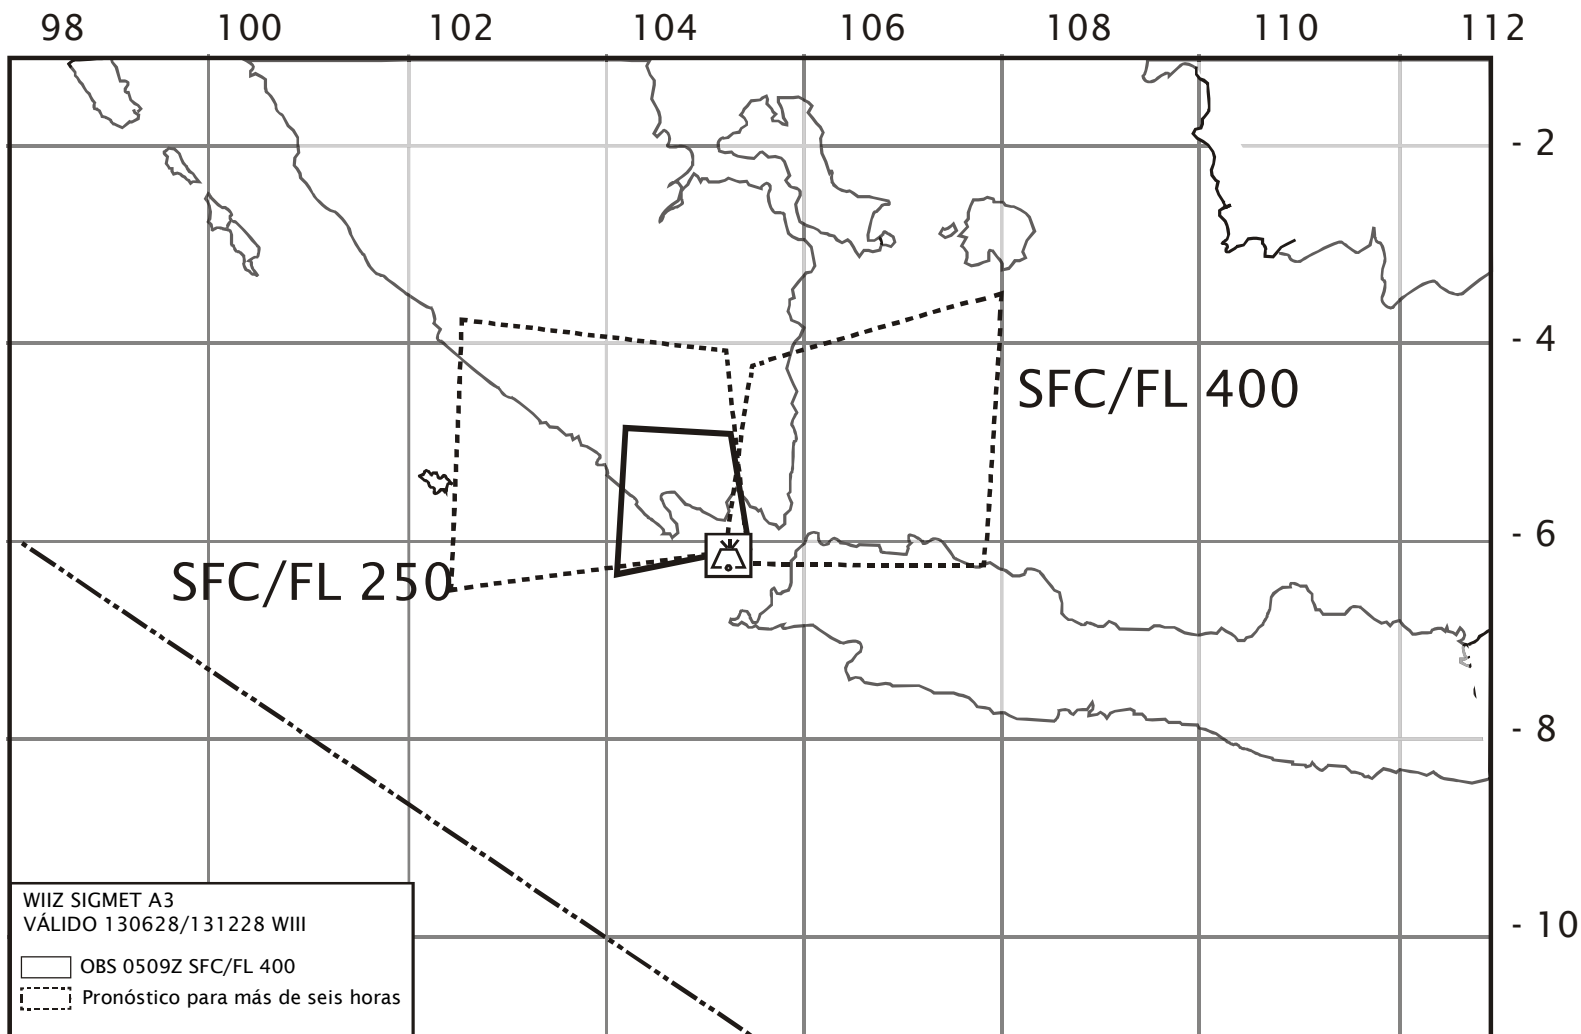 98 100 102 104 106 108 110 112
- 2
- 4
SFC/FL 400
- 6
SFC/FL 250
- 8
WIIZ SIGMET A3
VÁLIDO 130628/131228 WIII
- 10
OBS 0509Z SFC/FL 400
Pronóstico para más de seis horas